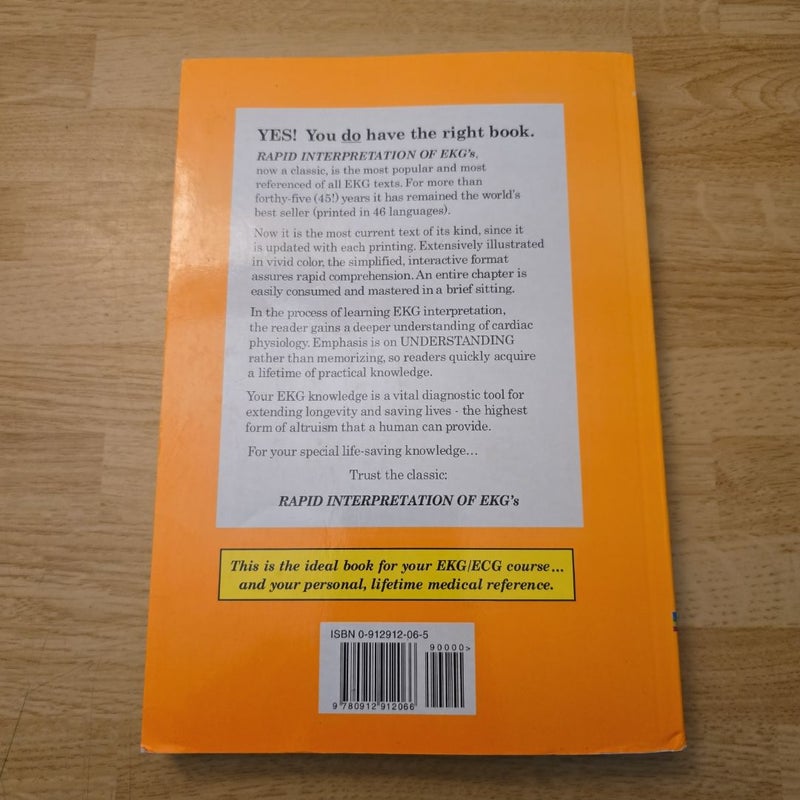 YES! You do have the right book.
RAPID INTERPRETATION OF EKG's,
now a classic, is the most popular and most
referenced of all EKG texts. For more than
forthy-five (45!) years it has remained the world's
best seller (printed in 46 languages).
Now it is the most current text of its kind, since it
is updated with each printing. Extensively illustrated
in vivid color, the simplified, interactive format
assures rapid comprehension. An entire chapter is
easily consumed and mastered in a brief sitting.
In the process of learning EKG interpretation,
the reader gains a deeper understanding of cardiac
physiology. Emphasis is on UNDERSTANDING
rather than memorizing, so readers quickly acquire
a lifetime of practical knowledge.
Your EKG knowledge is a vital diagnostic tool for
extending longevity and saving lives - the highest
form of altruism that a human can provide.
For your special life-saving knowledge...
Trust the classic:
RAPID INTERPRETATION OF EKG's
This is the ideal book for your EKG/ECG course...
and your personal, lifetime medical reference.
ISBN 0-912912-06-5
90000>
9 780912 912066